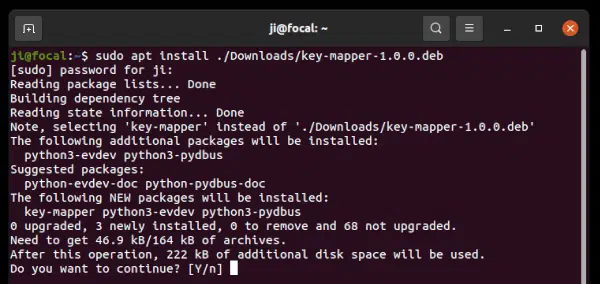 ji@focal: ~
ji@focal:~$ sudo apt install ./Downloads/key-mapper-1.0.0.deb
[sudo] password for ji:
Reading package lists... Done
Building dependency tree
Reading state information... Done
Note, selecting 'key-mapper' instead of './Downloads/key-mapper-1.0.0.deb'
The following additional packages will be installed:
  python3-evdev python3-pydbus
Suggested packages:
  python-evdev-doc python-pydbus-doc
The following NEW packages will be installed:
  key-mapper python3-evdev python3-pydbus
0 upgraded, 3 newly installed, 0 to remove and 68 not upgraded.
Need to get 46.9 kB/164 kB of archives.
After this operation, 222 kB of additional disk space will be used.
Do you want to continue? [Y/n]